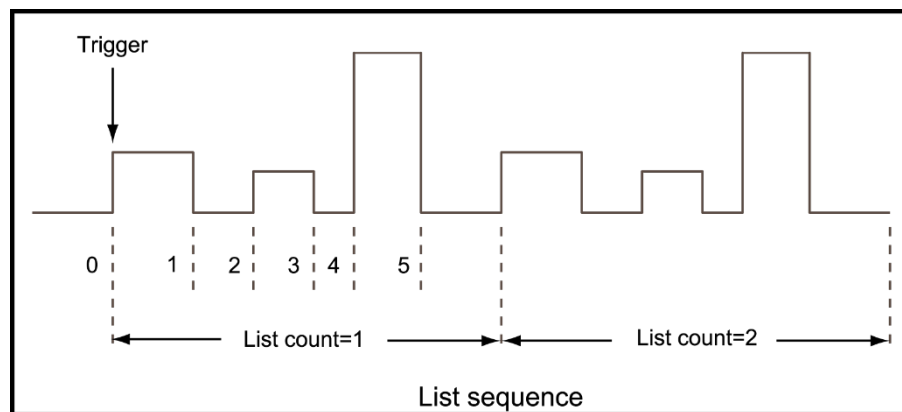 Trigger
0 1 2 3 4 5
List count=1
List count=2
List sequence